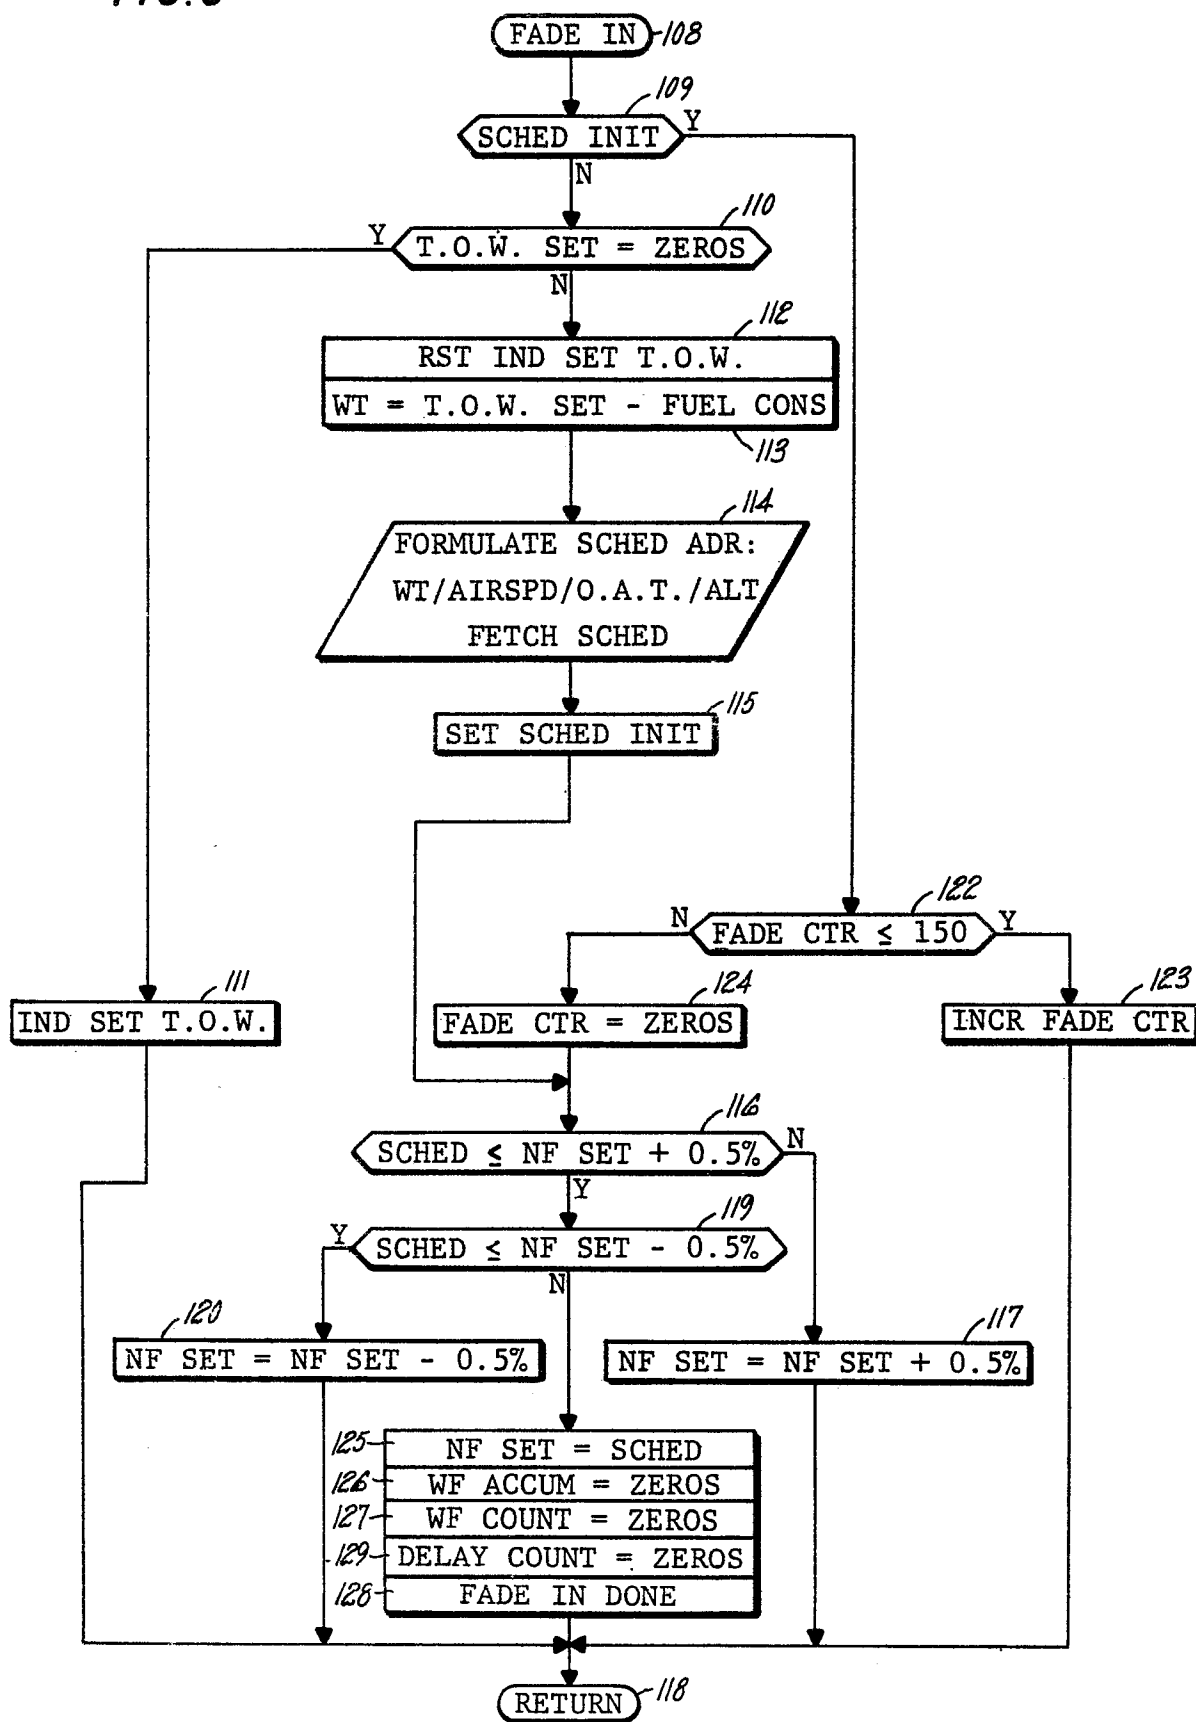 FADE IN 108
109
SCHED INIT Y
N
110
Y T.O.W. SET = ZEROS
N
112
RST IND SET T.O.W.
WT = T.O.W. SET - FUEL CONS
113
114
FORMULATE SCHED ADR:
WT/AIRSPD/O.A.T./ALT
FETCH SCHED
115
SET SCHED INIT
122
N FADE CTR ≤ 150 Y
111 124 123
IND SET T.O.W. FADE CTR = ZEROS INCR FADE CTR
116
SCHED ≤ NF SET + 0.5% N
Y
119
Y SCHED ≤ NF SET - 0.5%
N
120 117
NF SET = NF SET - 0.5% NF SET = NF SET + 0.5%
125 NF SET = SCHED
126 WF ACCUM = ZEROS
127 WF COUNT = ZEROS
129 DELAY COUNT = ZEROS
128 FADE IN DONE
RETURN 118